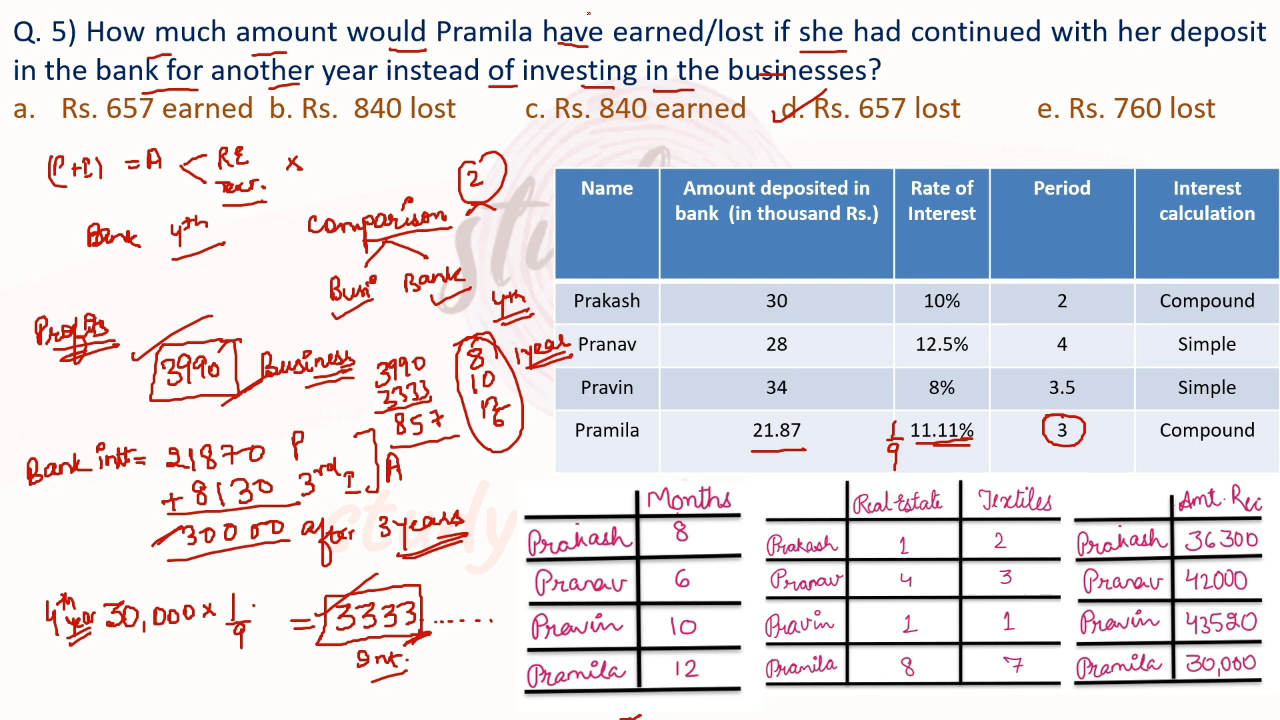 Q. 5) How much amount would Pramila have earned/lost if she had continued with her deposit
in the bank for another year instead of investing in the businesses?
a. Rs. 657 earned b. Rs. 840 lost c. Rs. 840 earned d. Rs. 657 lost e. Rs. 760 lost
(P+I) = A RE
Bank 4th
2
Comparison
Busi Bank
4th
Profits
3990 Business
3990
3333
857
8
10
12
6
1 year
Bank intt = 21870 P
+ 8130 3rd I
A
30000 after 3 years
4th year 30,000 × 1/9 = 3333 ......
Int.
Name Amount deposited in bank (in thousand Rs.) Rate of Interest Period Interest calculation
Prakash 30 10% 2 Compound
Pranav 28 12.5% 4 Simple
Pravin 34 8% 3.5 Simple
Pramila 21.87 1/9 11.11% 3 Compound
Months
Prakash 8
Pranav 6
Pravin 10
Pramila 12
Real Estate Textiles
Prakash 1 2
Pranav 4 3
Pravin 1 1
Pramila 8 7
Amt. Rec
Prakash 36300
Pranav 42000
Pravin 43520
Pramila 30,000
study